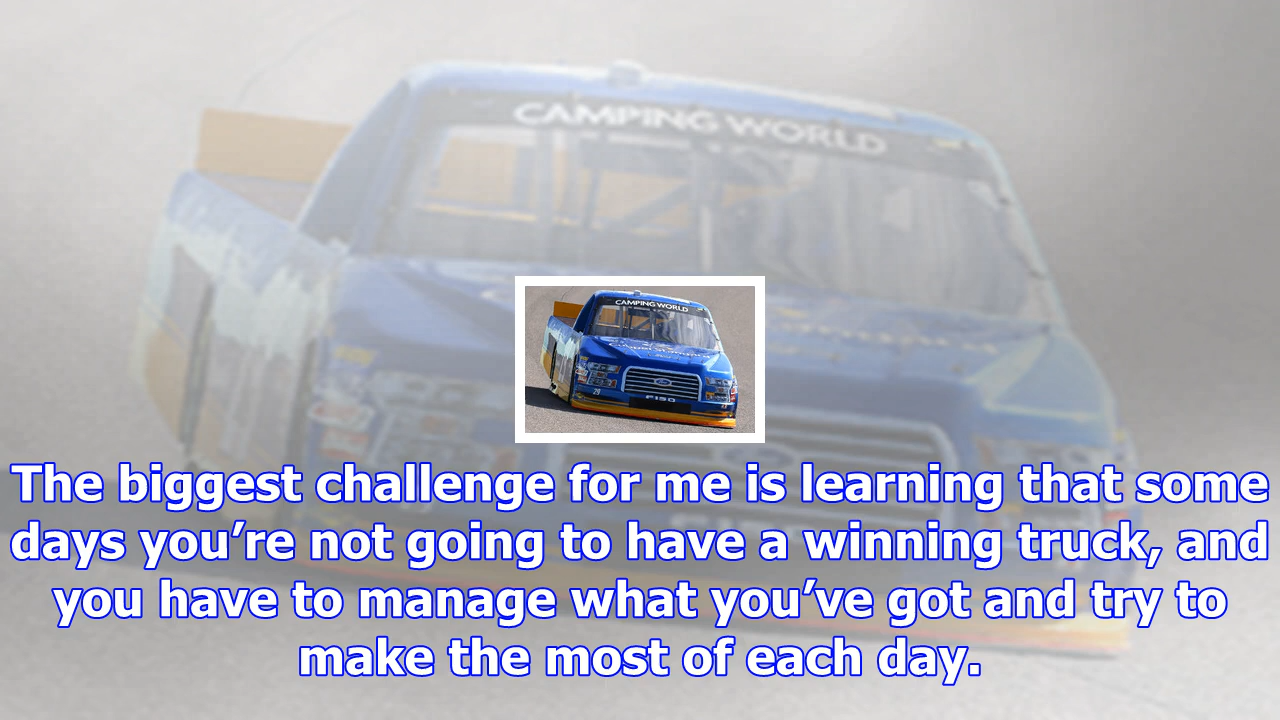 CAMPING WORLD
CAMPING WORLD
Ford
F150
29
The biggest challenge for me is learning that some
days you’re not going to have a winning truck, and
you have to manage what you’ve got and try to
make the most of each day.